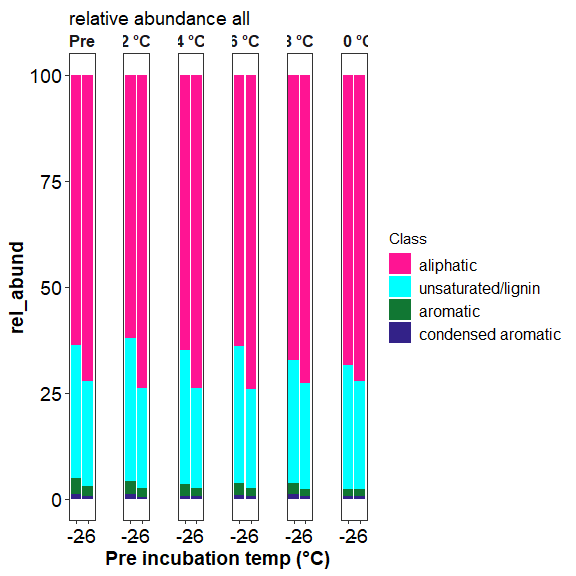 relative abundance all
Pre 2 °C 4 °C 6 °C 8 °C 0 °C
100
75
50
25
0
rel_abund
-26 -26 -26 -26 -26 -26
Pre incubation temp (°C)
Class
aliphatic
unsaturated/lignin
aromatic
condensed aromatic